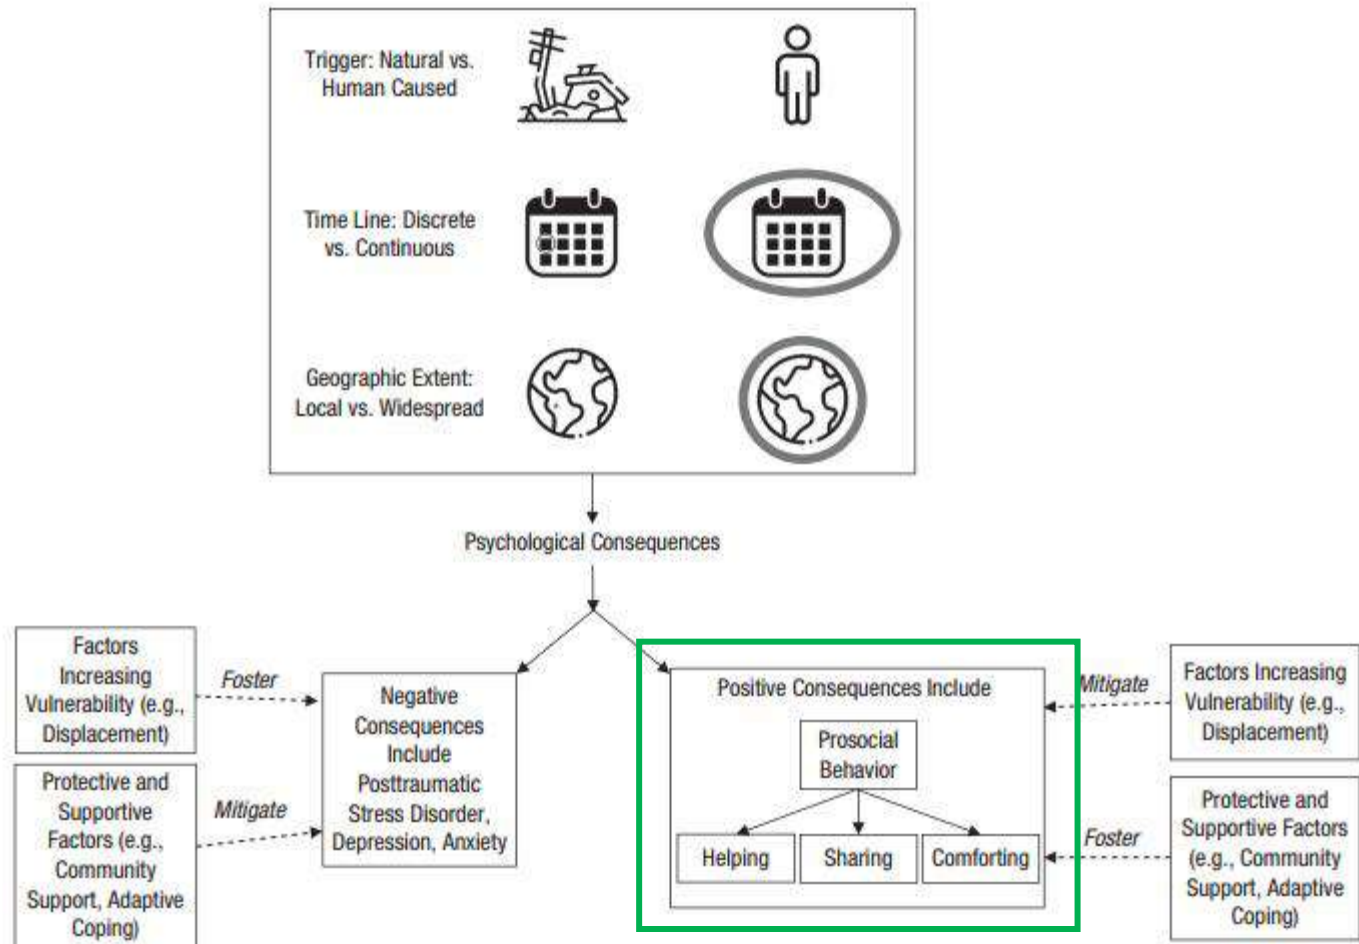 Trigger: Natural vs.
Human Caused
Time Line: Discrete
vs. Continuous
Geographic Extent:
Local vs. Widespread
Psychological Consequences
Factors
Increasing
Vulnerability (e.g.,
Displacement)
Foster
Protective and
Supportive
Factors (e.g.,
Community
Support, Adaptive
Coping)
Mitigate
Negative
Consequences
Include
Posttraumatic
Stress Disorder,
Depression, Anxiety
Positive Consequences Include
Prosocial
Behavior
Helping
Sharing
Comforting
Mitigate
Factors Increasing
Vulnerability (e.g.,
Displacement)
Foster
Protective and
Supportive Factors
(e.g., Community
Support, Adaptive
Coping)